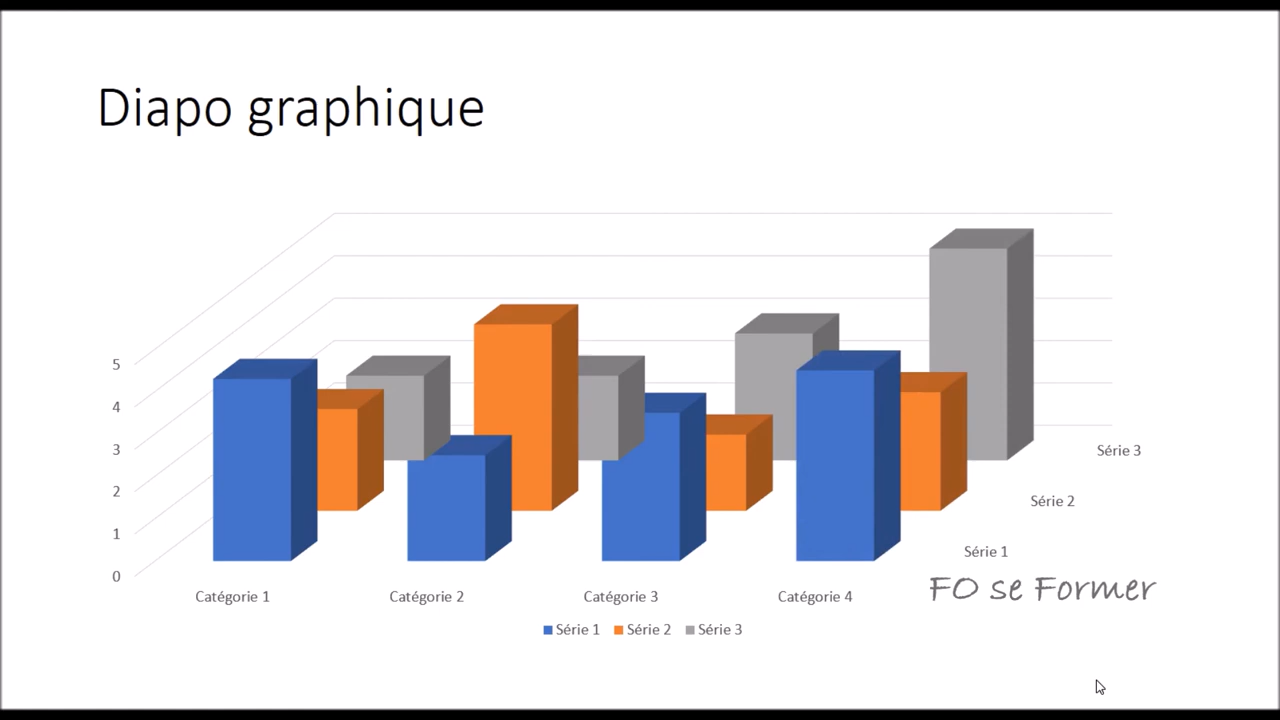 Diapo graphique
5
4
3
2
1
0
Série 3
Série 2
Série 1
Catégorie 1 Catégorie 2 Catégorie 3 Catégorie 4
FO se Former
Série 1 Série 2 Série 3